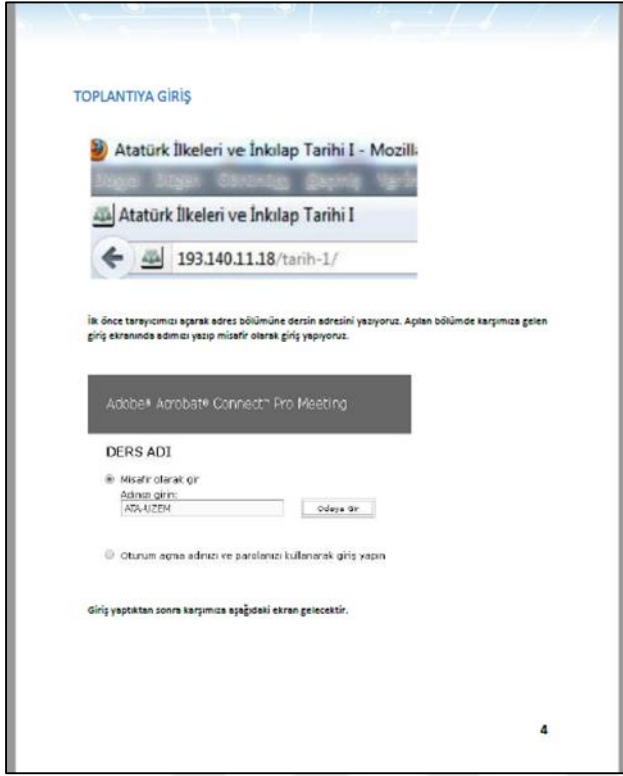 TOPLANTIYA GİRİŞ
Atatürk İlkeleri ve İnkılap Tarihi I - Mozill
Atatürk İlkeleri ve İnkılap Tarihi I
193.140.11.18/tarih-1/
İlk önce tarayıcımızı açarak adres bölümüne dersin adresini yazıyoruz. Açılan bölümde karşımıza gelen
giriş ekranında adımızı yazıp misafir olarak giriş yapıyoruz.
Adobe® Acrobat® Connect™ Pro Meeting
DERS ADI
Misafir olarak gir
Adınızı girin:
ATA-UZEM
Odaya Gir
Oturum açma adınızı ve parolanızı kullanarak giriş yapın
Giriş yaptıktan sonra karşımıza aşağıdaki ekran gelecektir.
4